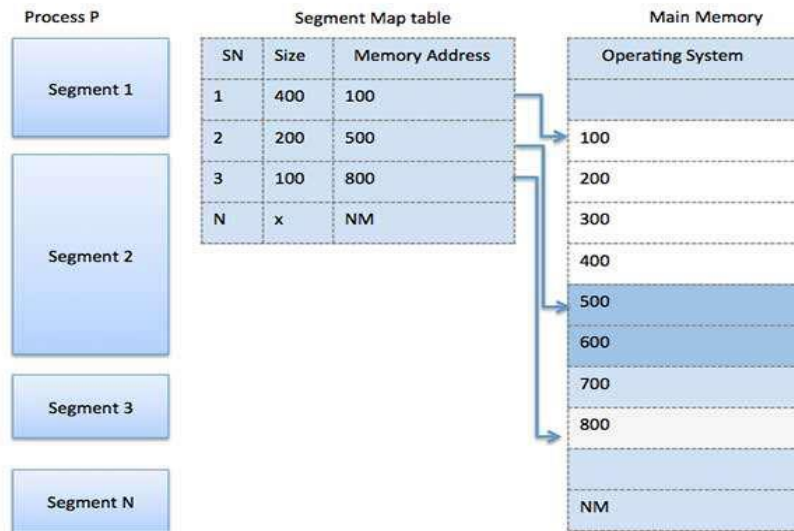 Process P
Segment 1
Segment 2
Segment 3
Segment N
Segment Map table
SN Size Memory Address
1 400 100
2 200 500
3 100 800
N x NM
Main Memory
Operating System
100
200
300
400
500
600
700
800
NM